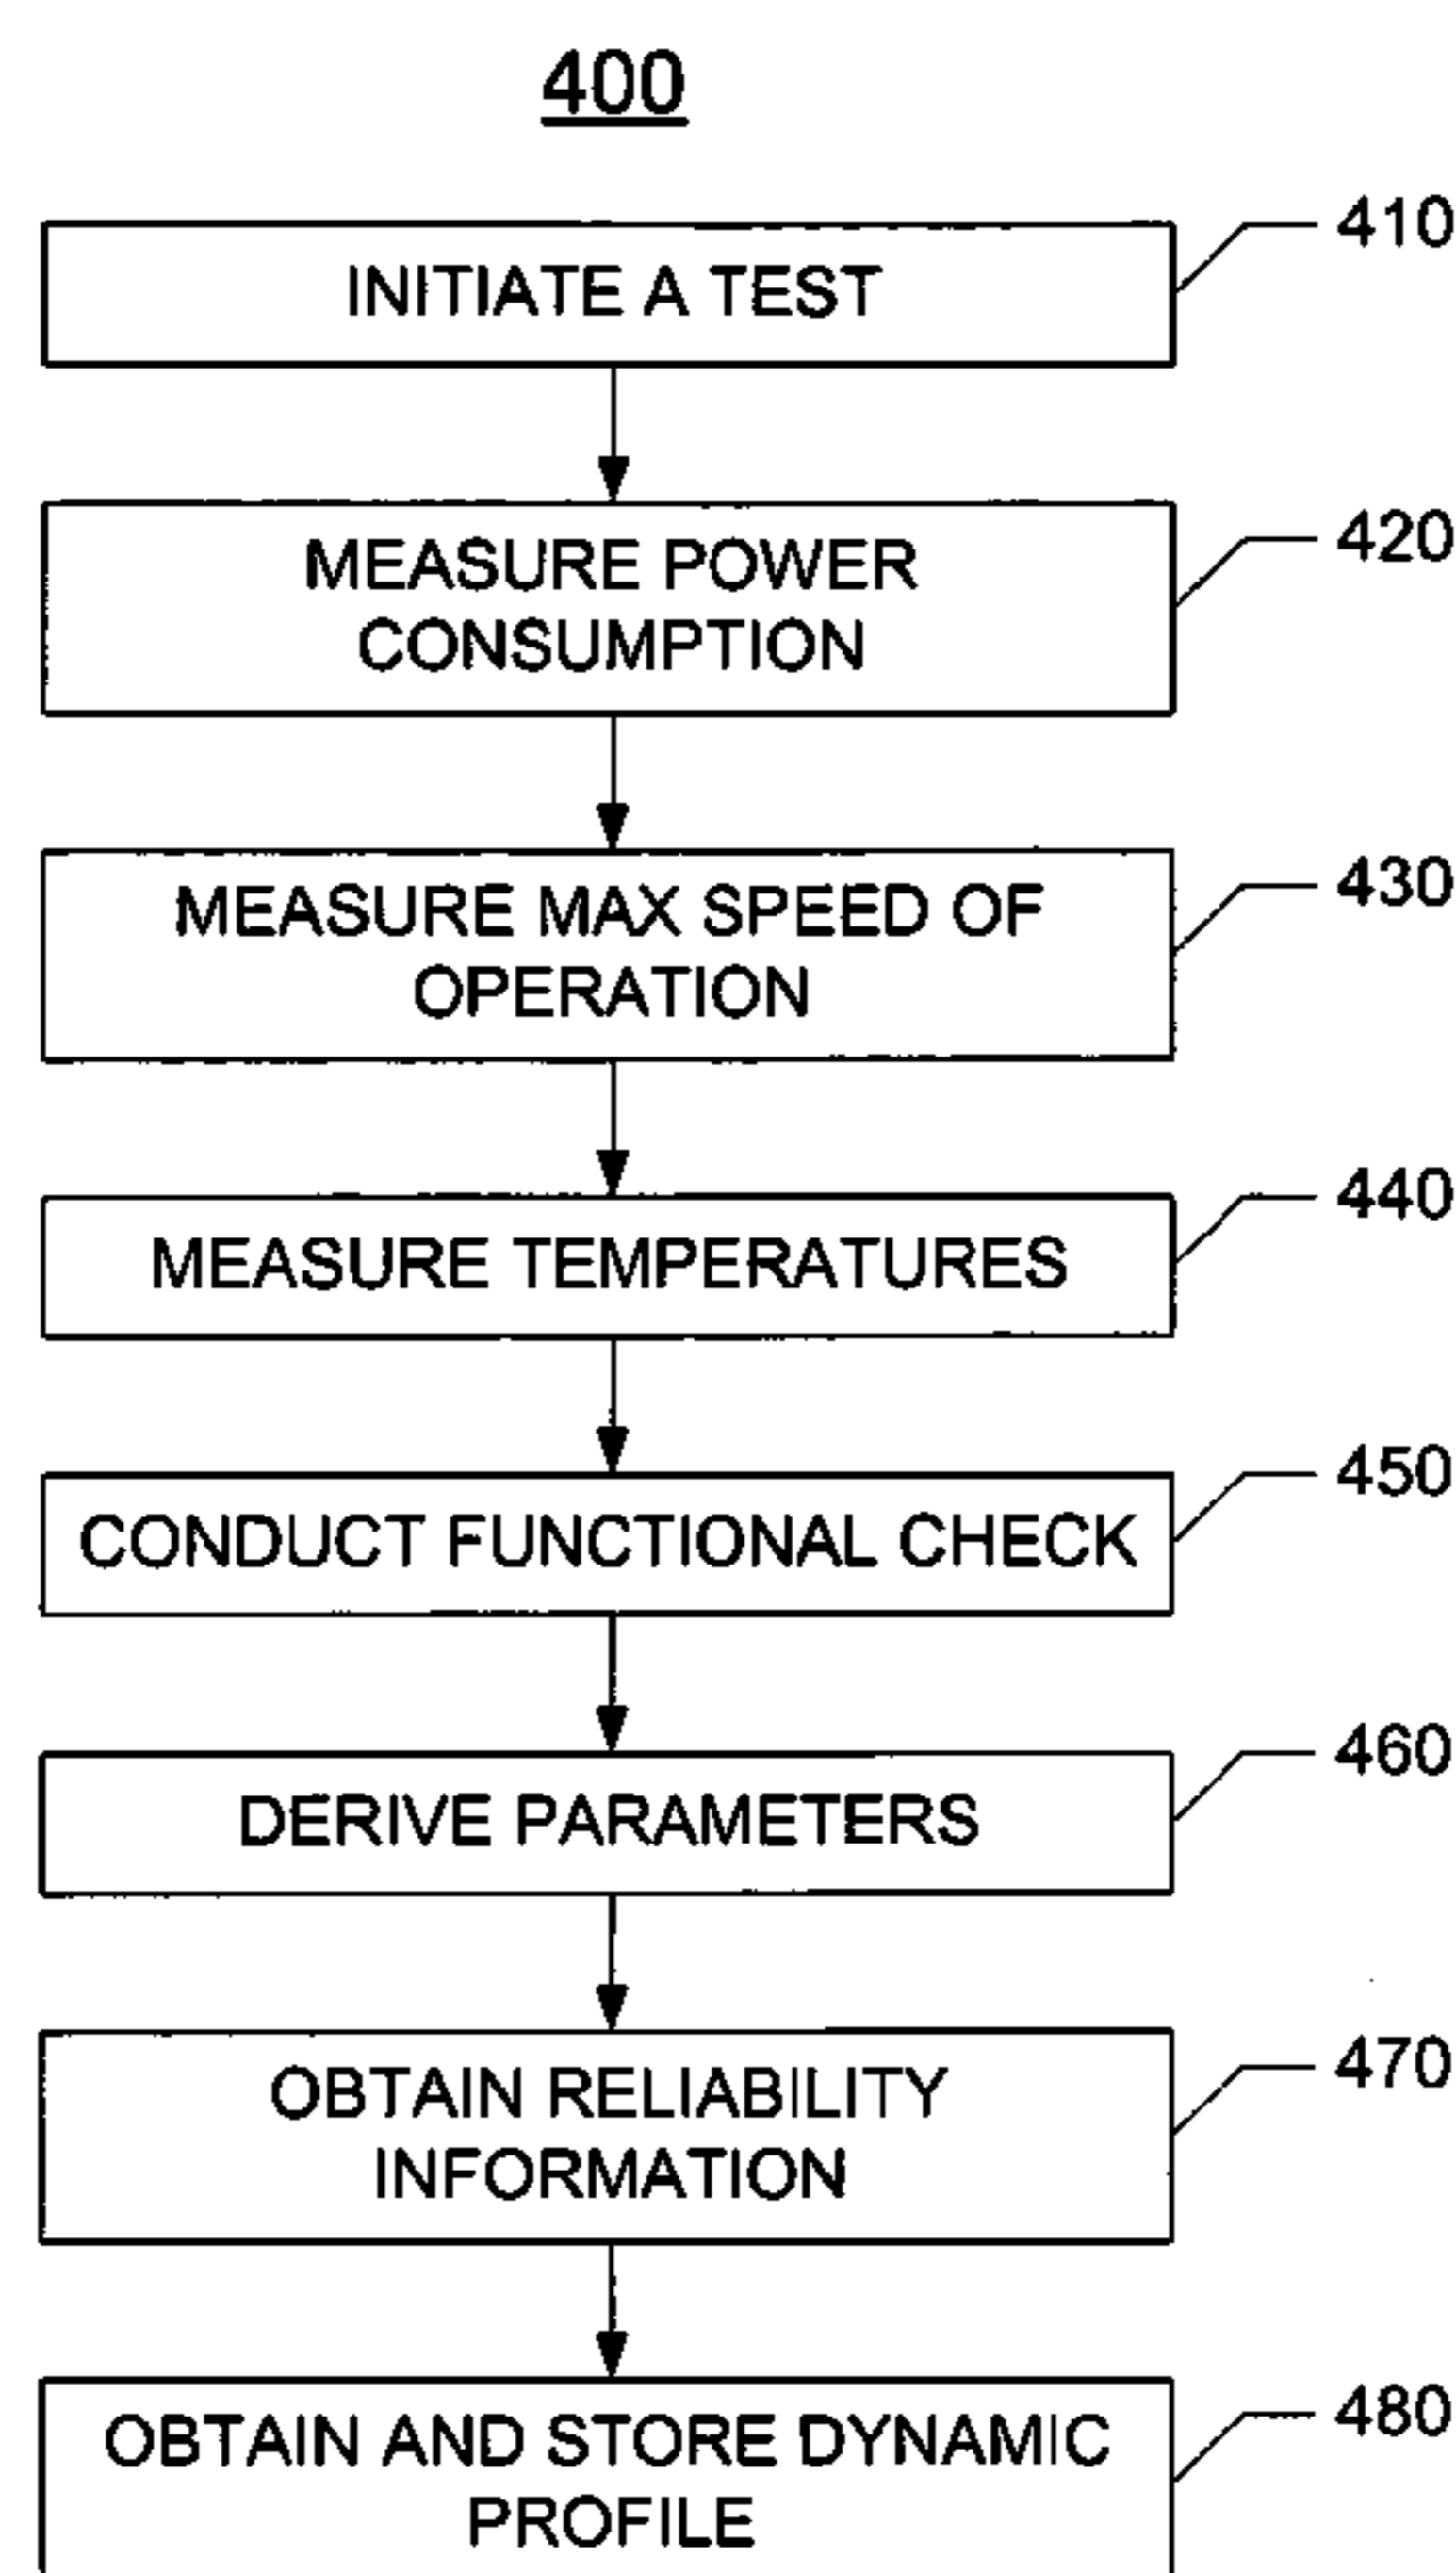 400
INITIATE A TEST
410
MEASURE POWER
CONSUMPTION
420
MEASURE MAX SPEED OF
OPERATION
430
MEASURE TEMPERATURES
440
CONDUCT FUNCTIONAL CHECK
450
DERIVE PARAMETERS
460
OBTAIN RELIABILITY
INFORMATION
470
OBTAIN AND STORE DYNAMIC
PROFILE
480